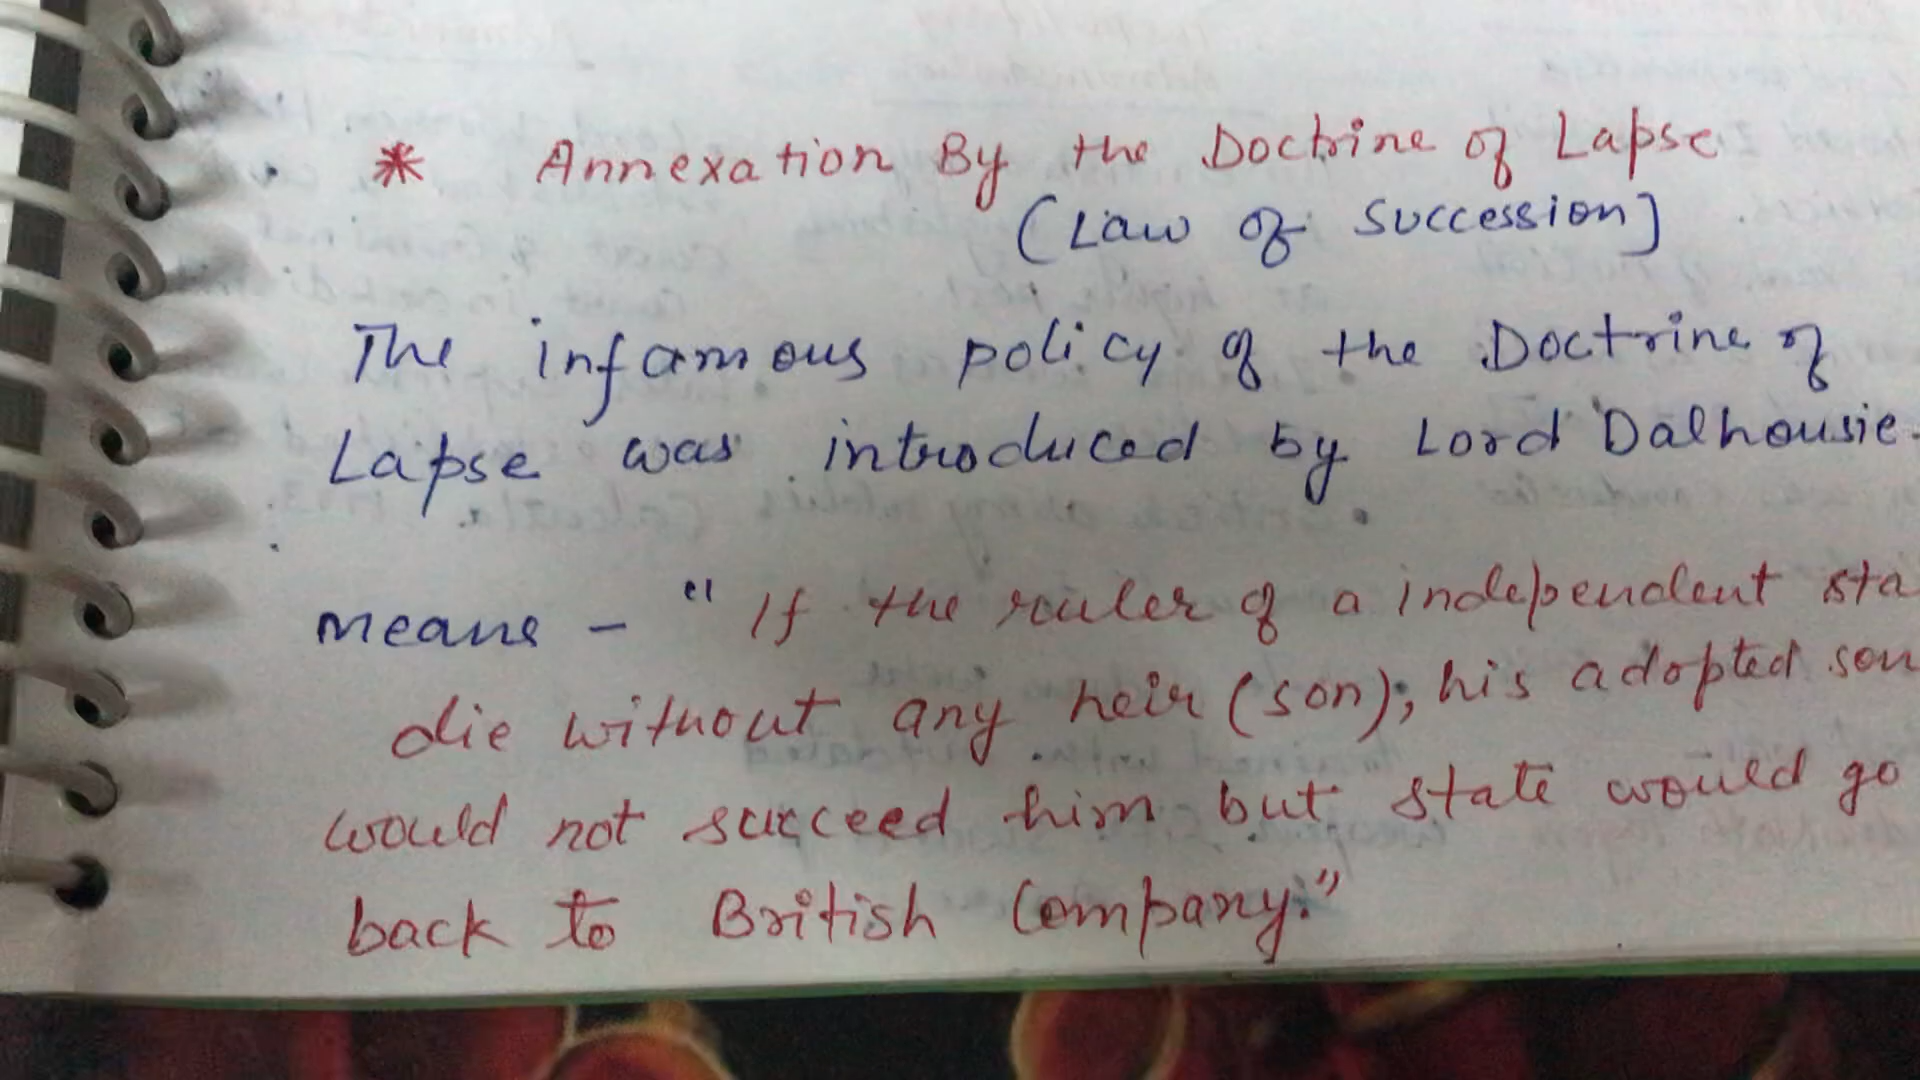 * Annexation By the Doctrine of Lapse
(Law of Succession]
The infamous policy of the Doctrine of
Lapse was introduced by Lord Dalhousie.
means - "If the ruler of a independent sta
die without any heir (son); his adopted son
would not succeed him but state would go
back to British Company."